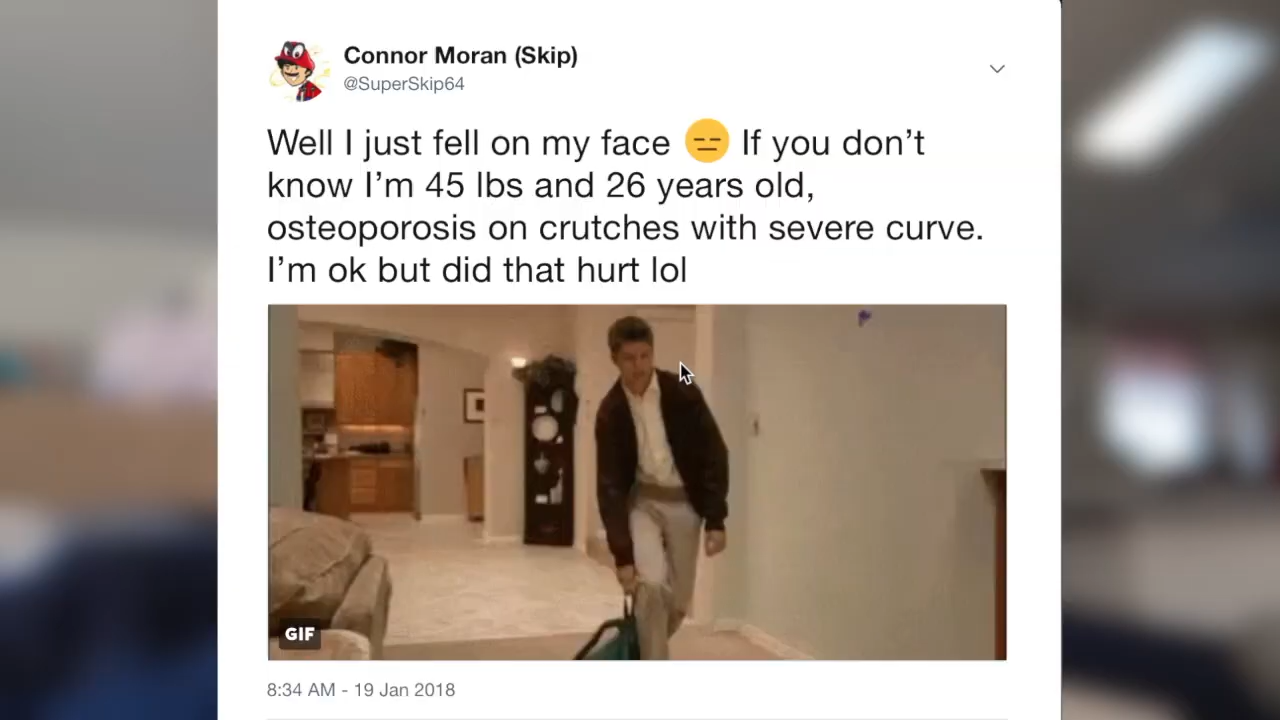 Connor Moran (Skip)
@SuperSkip64
Well I just fell on my face 😑 If you don’t
know I’m 45 lbs and 26 years old,
osteoporosis on crutches with severe curve.
I’m ok but did that hurt lol
GIF
8:34 AM - 19 Jan 2018